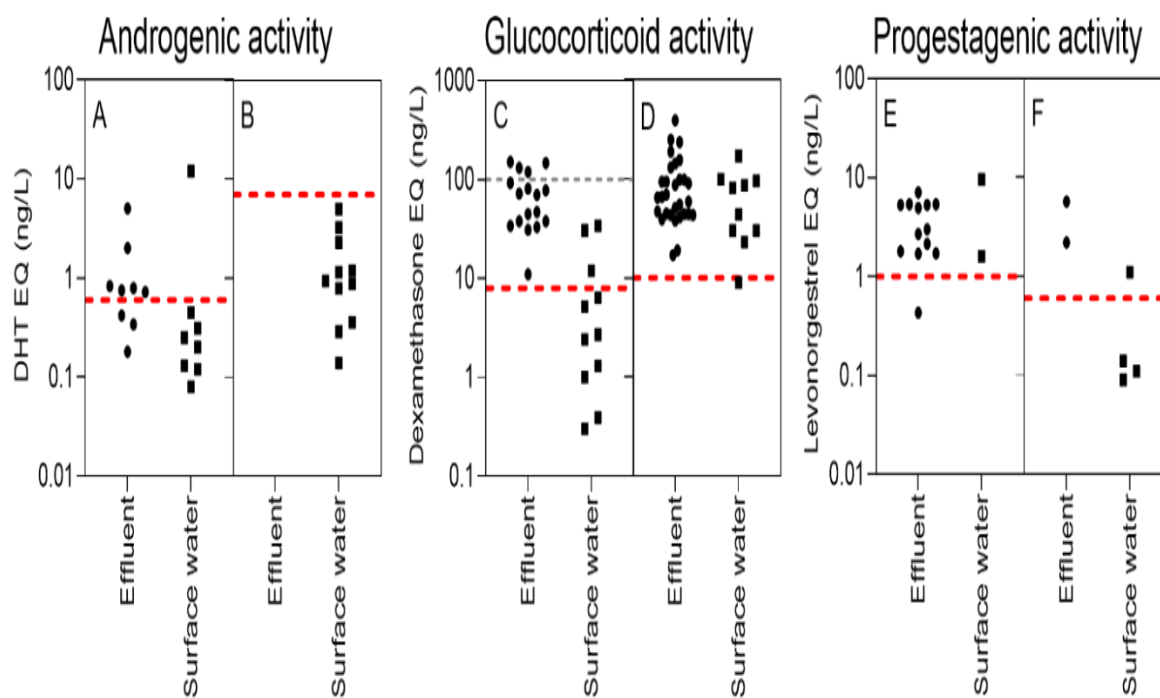 Androgenic activity
Glucocorticoid activity
Progestagenic activity
DHT EQ (ng/L)
100
10
1
0.1
0.01
A
B
Effluent
Surface water
Effluent
Surface water
Dexamethasone EQ (ng/L)
1000
100
10
1
0.1
C
D
Effluent
Surface water
Effluent
Surface water
Levonorgestrel EQ (ng/L)
100
10
1
0.1
0.01
E
F
Effluent
Surface water
Effluent
Surface water